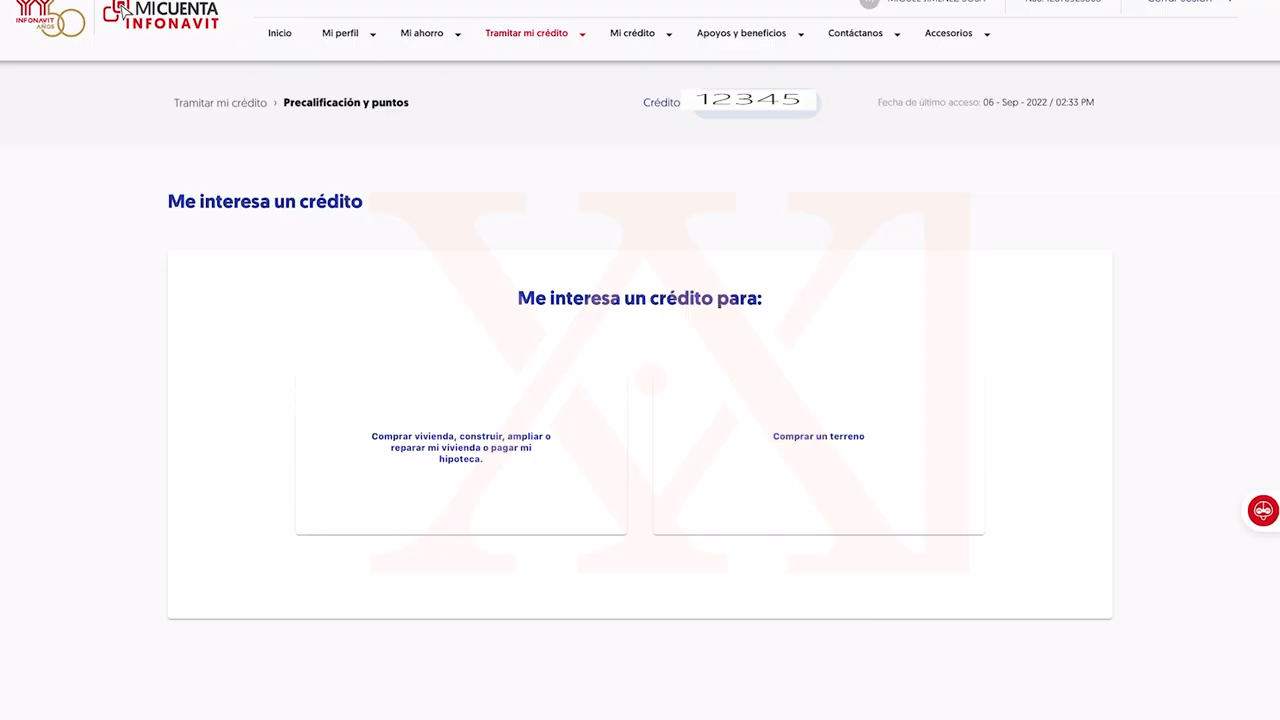 INFONAVIT
AÑOS
MI CUENTA
INFONAVIT
Cerrar sesión
Inicio
Mi perfil
Mi ahorro
Tramitar mi crédito
Mi crédito
Apoyos y beneficios
Contáctanos
Accesorios
Tramitar mi crédito › Precalificación y puntos
Crédito 12345
Fecha de último acceso: 06 - Sep - 2022 / 02:33 PM
Me interesa un crédito
Me interesa un crédito para:
Comprar vivienda, construir, ampliar o
reparar mi vivienda o pagar mi
hipoteca.
Comprar un terreno